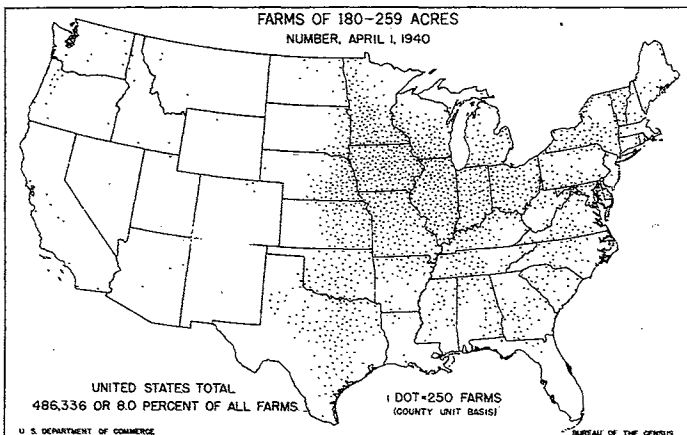 FARMS OF 180-259 ACRES
NUMBER, APRIL 1, 1940
UNITED STATES TOTAL
486,336 OR 8.0 PERCENT OF ALL FARMS
1 DOT=250 FARMS
(COUNTY UNIT BASIS)
U. S. DEPARTMENT OF COMMERCE
BUREAU OF THE CENSUS